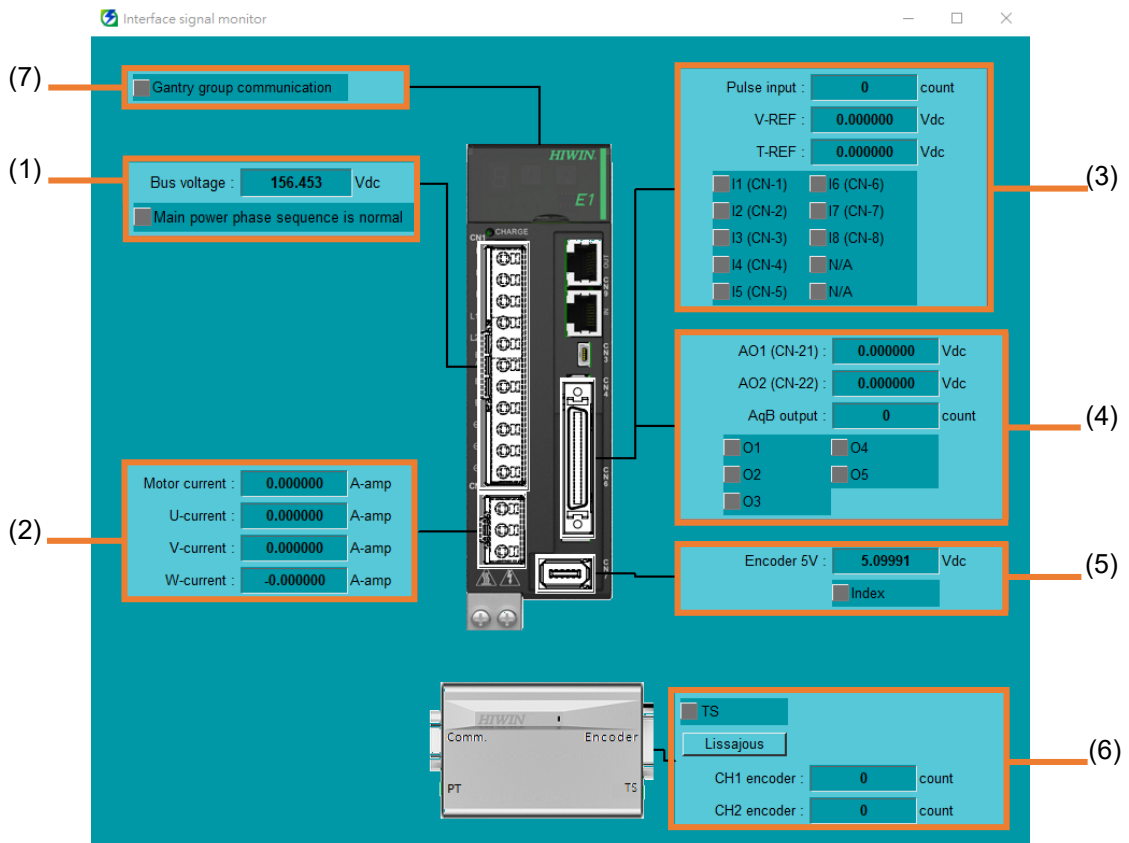 Interface signal monitor
(7)
Gantry group communication
(1)
Bus voltage : 156.453 Vdc
Main power phase sequence is normal
(2)
Motor current : 0.000000 A-amp
U-current : 0.000000 A-amp
V-current : 0.000000 A-amp
W-current : -0.000000 A-amp
HIWIN.
E1
CHARGE
CN1
OUT
CN9
IN
CN3
CN6
CN7
(3)
Pulse input : 0 count
V-REF : 0.000000 Vdc
T-REF : 0.000000 Vdc
I1 (CN-1) I6 (CN-6)
I2 (CN-2) I7 (CN-7)
I3 (CN-3) I8 (CN-8)
I4 (CN-4) N/A
I5 (CN-5) N/A
(4)
AO1 (CN-21) : 0.000000 Vdc
AO2 (CN-22) : 0.000000 Vdc
AqB output : 0 count
O1 O4
O2 O5
O3
(5)
Encoder 5V : 5.09991 Vdc
Index
HIWIN
Comm. Encoder
PT TS
(6)
TS
Lissajous
CH1 encoder : 0 count
CH2 encoder : 0 count